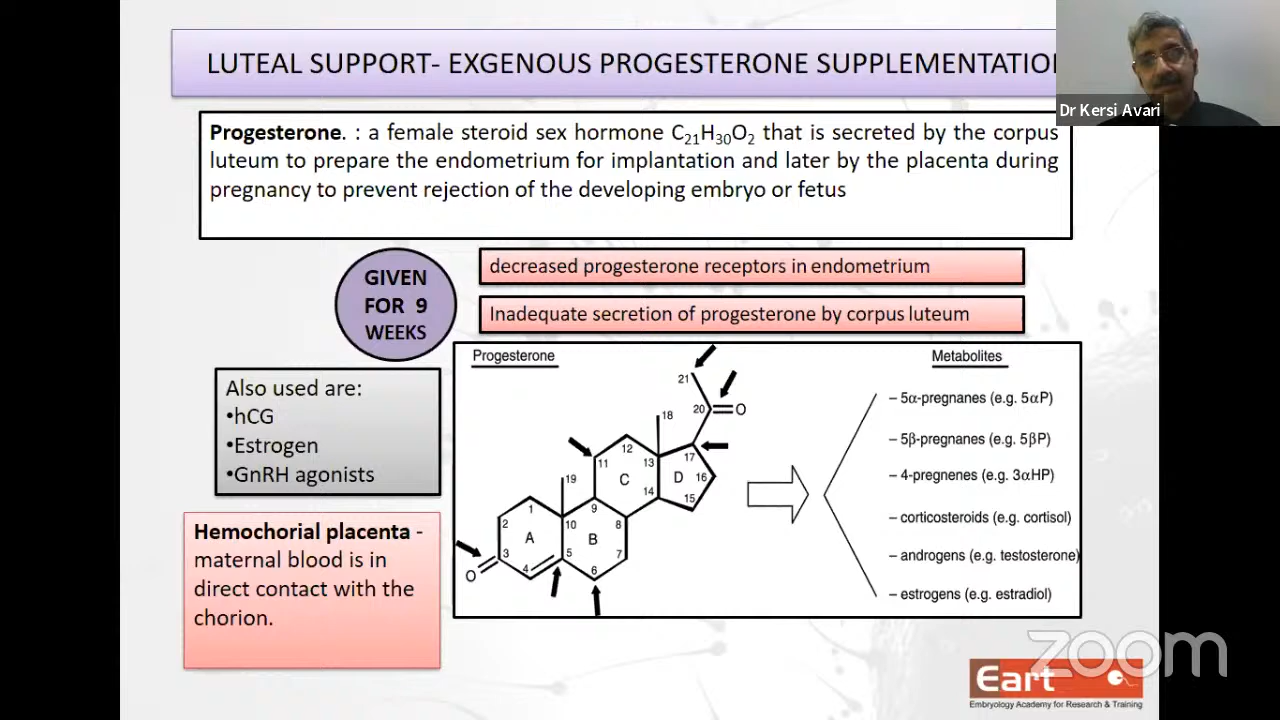 LUTEAL SUPPORT- EXGENOUS PROGESTERONE SUPPLEMENTATION
Dr Kersi Avari
Progesterone. : a female steroid sex hormone C21H30O2 that is secreted by the corpus
luteum to prepare the endometrium for implantation and later by the placenta during
pregnancy to prevent rejection of the developing embryo or fetus
GIVEN
FOR 9
WEEKS
decreased progesterone receptors in endometrium
Inadequate secretion of progesterone by corpus luteum
Also used are:
•hCG
•Estrogen
•GnRH agonists
Hemochorial placenta -
maternal blood is in
direct contact with the
chorion.
Progesterone
21
20
O
18
12
17
11
13
C
D
16
19
14
15
1
9
2
10
8
A
B
3
5
7
4
6
O
Metabolites
– 5α-pregnanes (e.g. 5αP)
– 5β-pregnanes (e.g. 5βP)
– 4-pregnenes (e.g. 3αHP)
– corticosteroids (e.g. cortisol)
– androgens (e.g. testosterone)
– estrogens (e.g. estradiol)
zoom
Eart
Embryology Academy for Research & Training